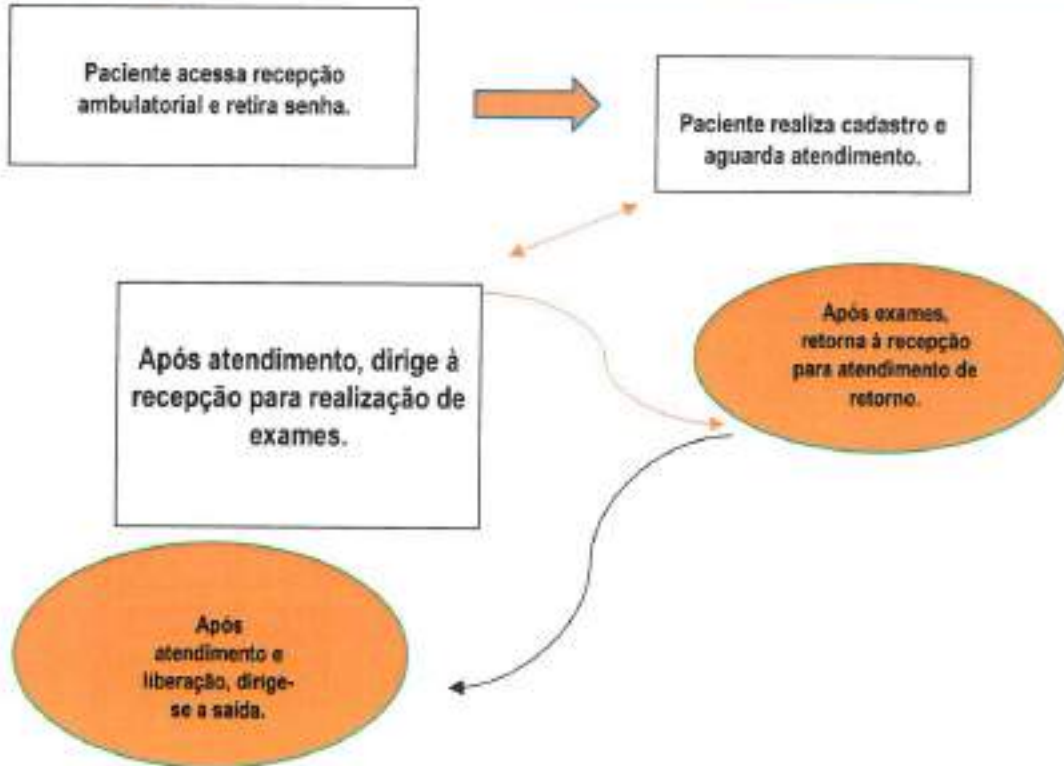 Paciente acessa recepção
ambulatorial e retira senha.
Paciente realiza cadastro e
aguarda atendimento.
Após atendimento, dirige à
recepção para realização de
exames.
Após exames,
retorna à recepção
para atendimento de
retorno.
Após
atendimento e
liberação, dirige-
se a saída.